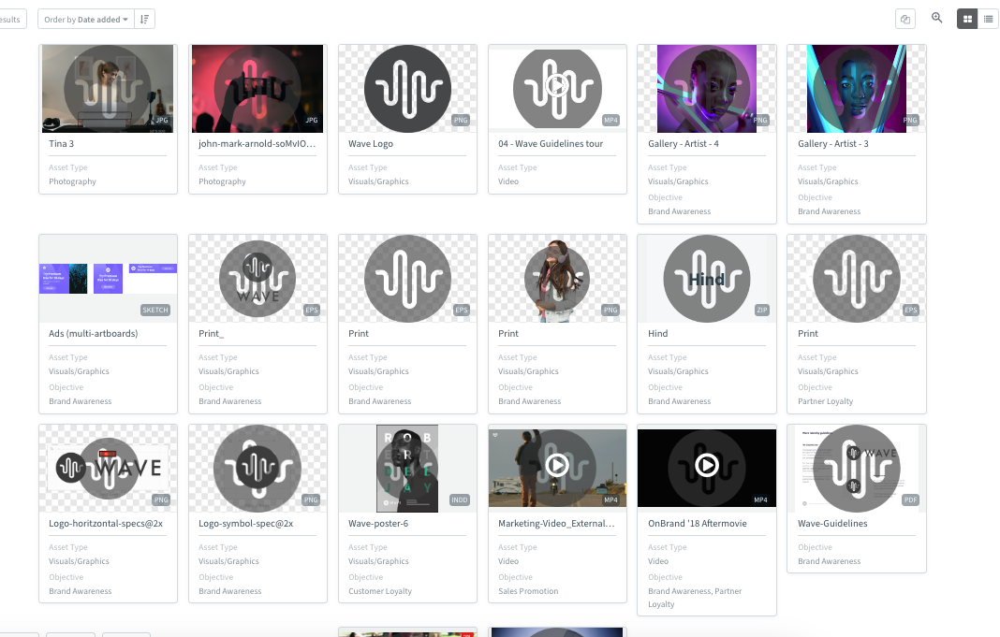 esults
Order by Date added
JPG
JPG
PNG
MP4
PNG
PNG
Tina 3
john-mark-arnold-soMvIO...
Wave Logo
04 - Wave Guidelines tour
Gallery - Artist - 4
Gallery - Artist - 3
Asset Type
Asset Type
Asset Type
Asset Type
Asset Type
Asset Type
Photography
Photography
Visuals/Graphics
Video
Visuals/Graphics
Visuals/Graphics
Objective
Objective
Brand Awareness
Brand Awareness
WAVE
Hind
SKETCH
EPS
EPS
PNG
ZIP
EPS
Ads (multi-artboards)
Print_
Print
Print
Hind
Print
Asset Type
Asset Type
Asset Type
Asset Type
Asset Type
Asset Type
Visuals/Graphics
Visuals/Graphics
Visuals/Graphics
Visuals/Graphics
Visuals/Graphics
Visuals/Graphics
Objective
Objective
Objective
Objective
Objective
Objective
Brand Awareness
Brand Awareness
Brand Awareness
Brand Awareness
Brand Awareness
Partner Loyalty
WAVE
ROB
ERT
DEE
JAY
WAVE
PNG
PNG
INDD
MP4
MP4
PDF
Logo-horitzontal-specs@2x
Logo-symbol-spec@2x
Wave-poster-6
Marketing-Video_External...
OnBrand '18 Aftermovie
Wave-Guidelines
Asset Type
Asset Type
Asset Type
Asset Type
Asset Type
Objective
Visuals/Graphics
Visuals/Graphics
Visuals/Graphics
Video
Video
Brand Awareness
Objective
Objective
Objective
Objective
Objective
Brand Awareness
Brand Awareness
Customer Loyalty
Sales Promotion
Brand Awareness, Partner
Loyalty